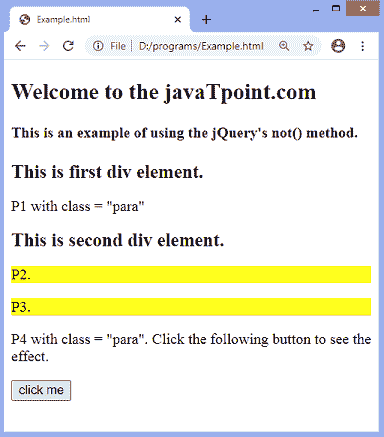 Example.html
File | D:/programs/Example.html
Welcome to the javaTpoint.com
This is an example of using the jQuery's not() method.
This is first div element.
P1 with class = "para"
This is second div element.
P2.
P3.
P4 with class = "para". Click the following button to see the
effect.
click me